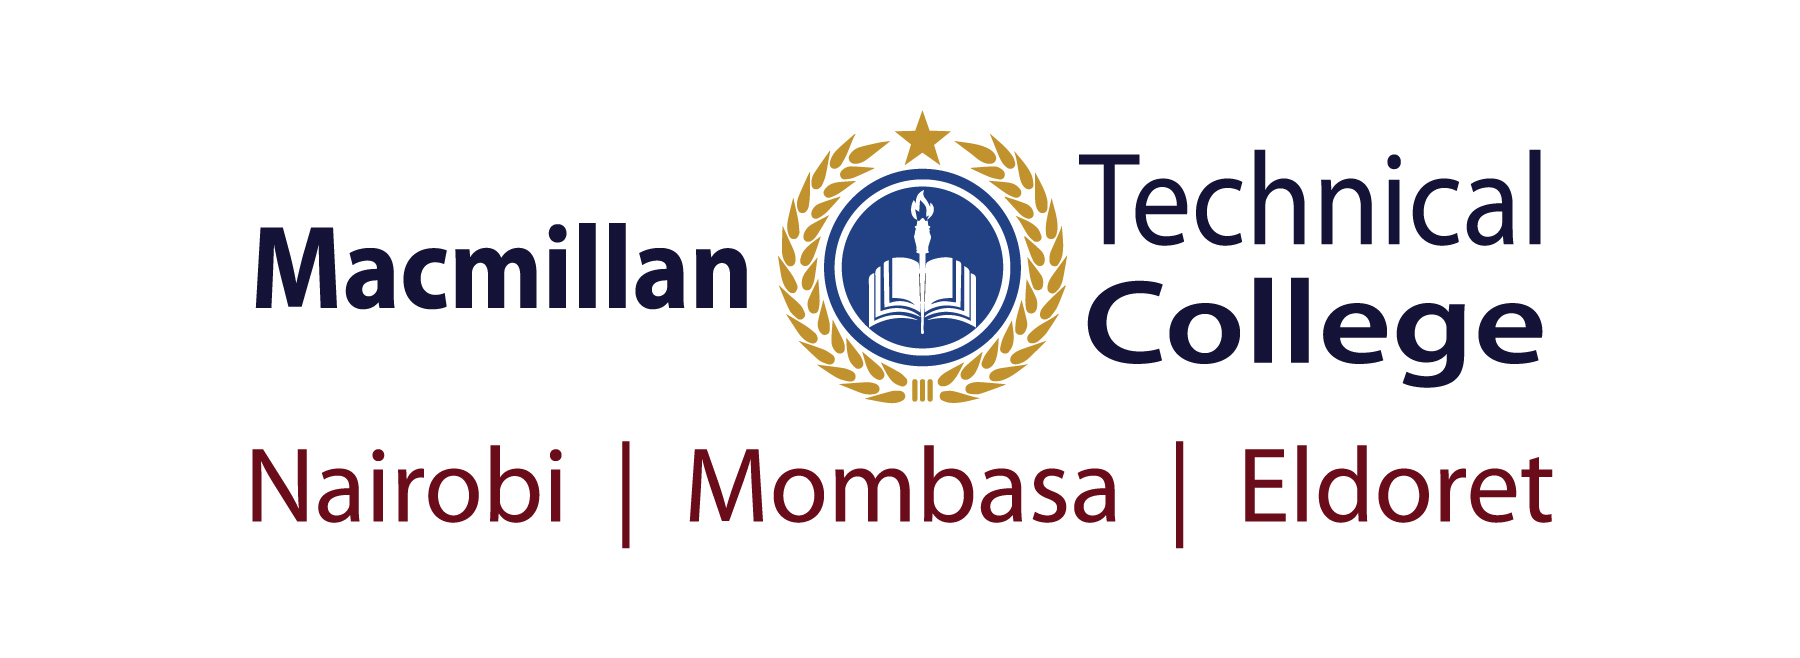 Macmillan
Technical
College
Nairobi | Mombasa | Eldoret